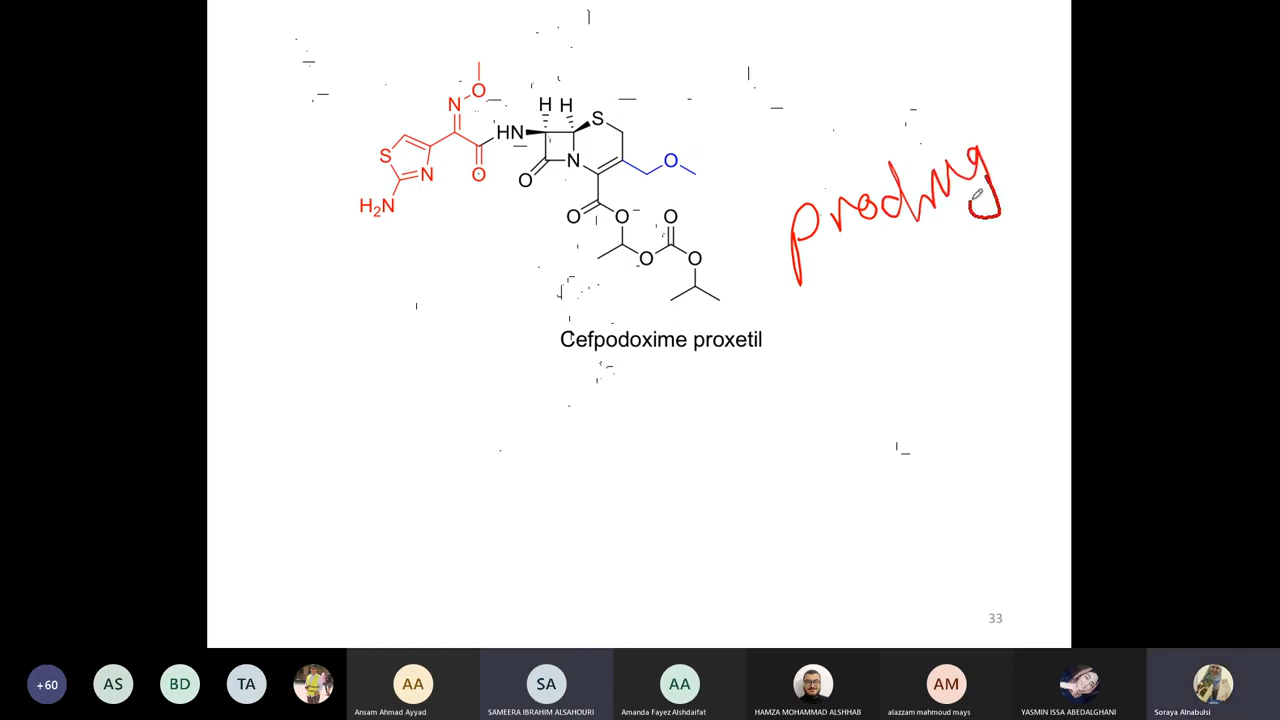 O
N
H H
S
HN
S
N
O
N
O
O
H₂N
O
O
O
O
O
prodrug
Cefpodoxime proxetil
33
+60
AS
BD
TA
AA
SA
AA
AM
Ansam Ahmad Ayyad
SAMEERA IBRAHIM ALSAHOURI
Amanda Fayez Alshdaifat
HAMZA MOHAMMAD ALSHHAB
alazzam mahmoud mays
YASMIN ISSA ABEDALGHANI
Soraya Alnabulsi